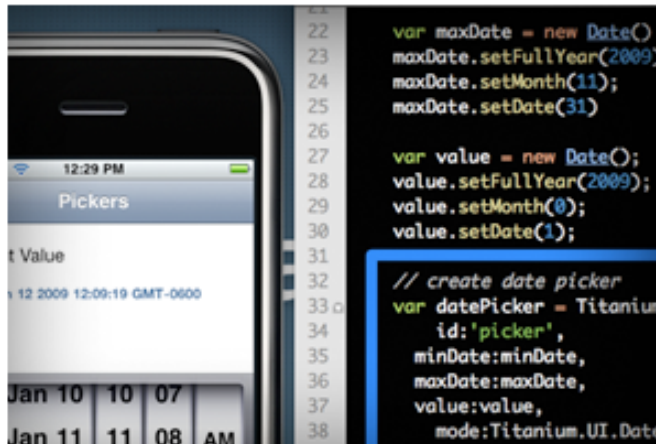 12:29 PM
Pickers
t Value
n 12 2009 12:09:19 GMT-0600
Jan 10 10 07
Jan 11 11 08 AM
22 var maxDate = new Date()
23 maxDate.setFullYear(2009)
24 maxDate.setMonth(11);
25 maxDate.setDate(31)
26
27 var value = new Date();
28 value.setFullYear(2009);
29 value.setMonth(0);
30 value.setDate(1);
31
32 // create date picker
33 var datePicker = Titanium
34 id:'picker',
35 minDate:minDate,
36 maxDate:maxDate,
37 value:value,
38 mode:Titanium.UI.Date